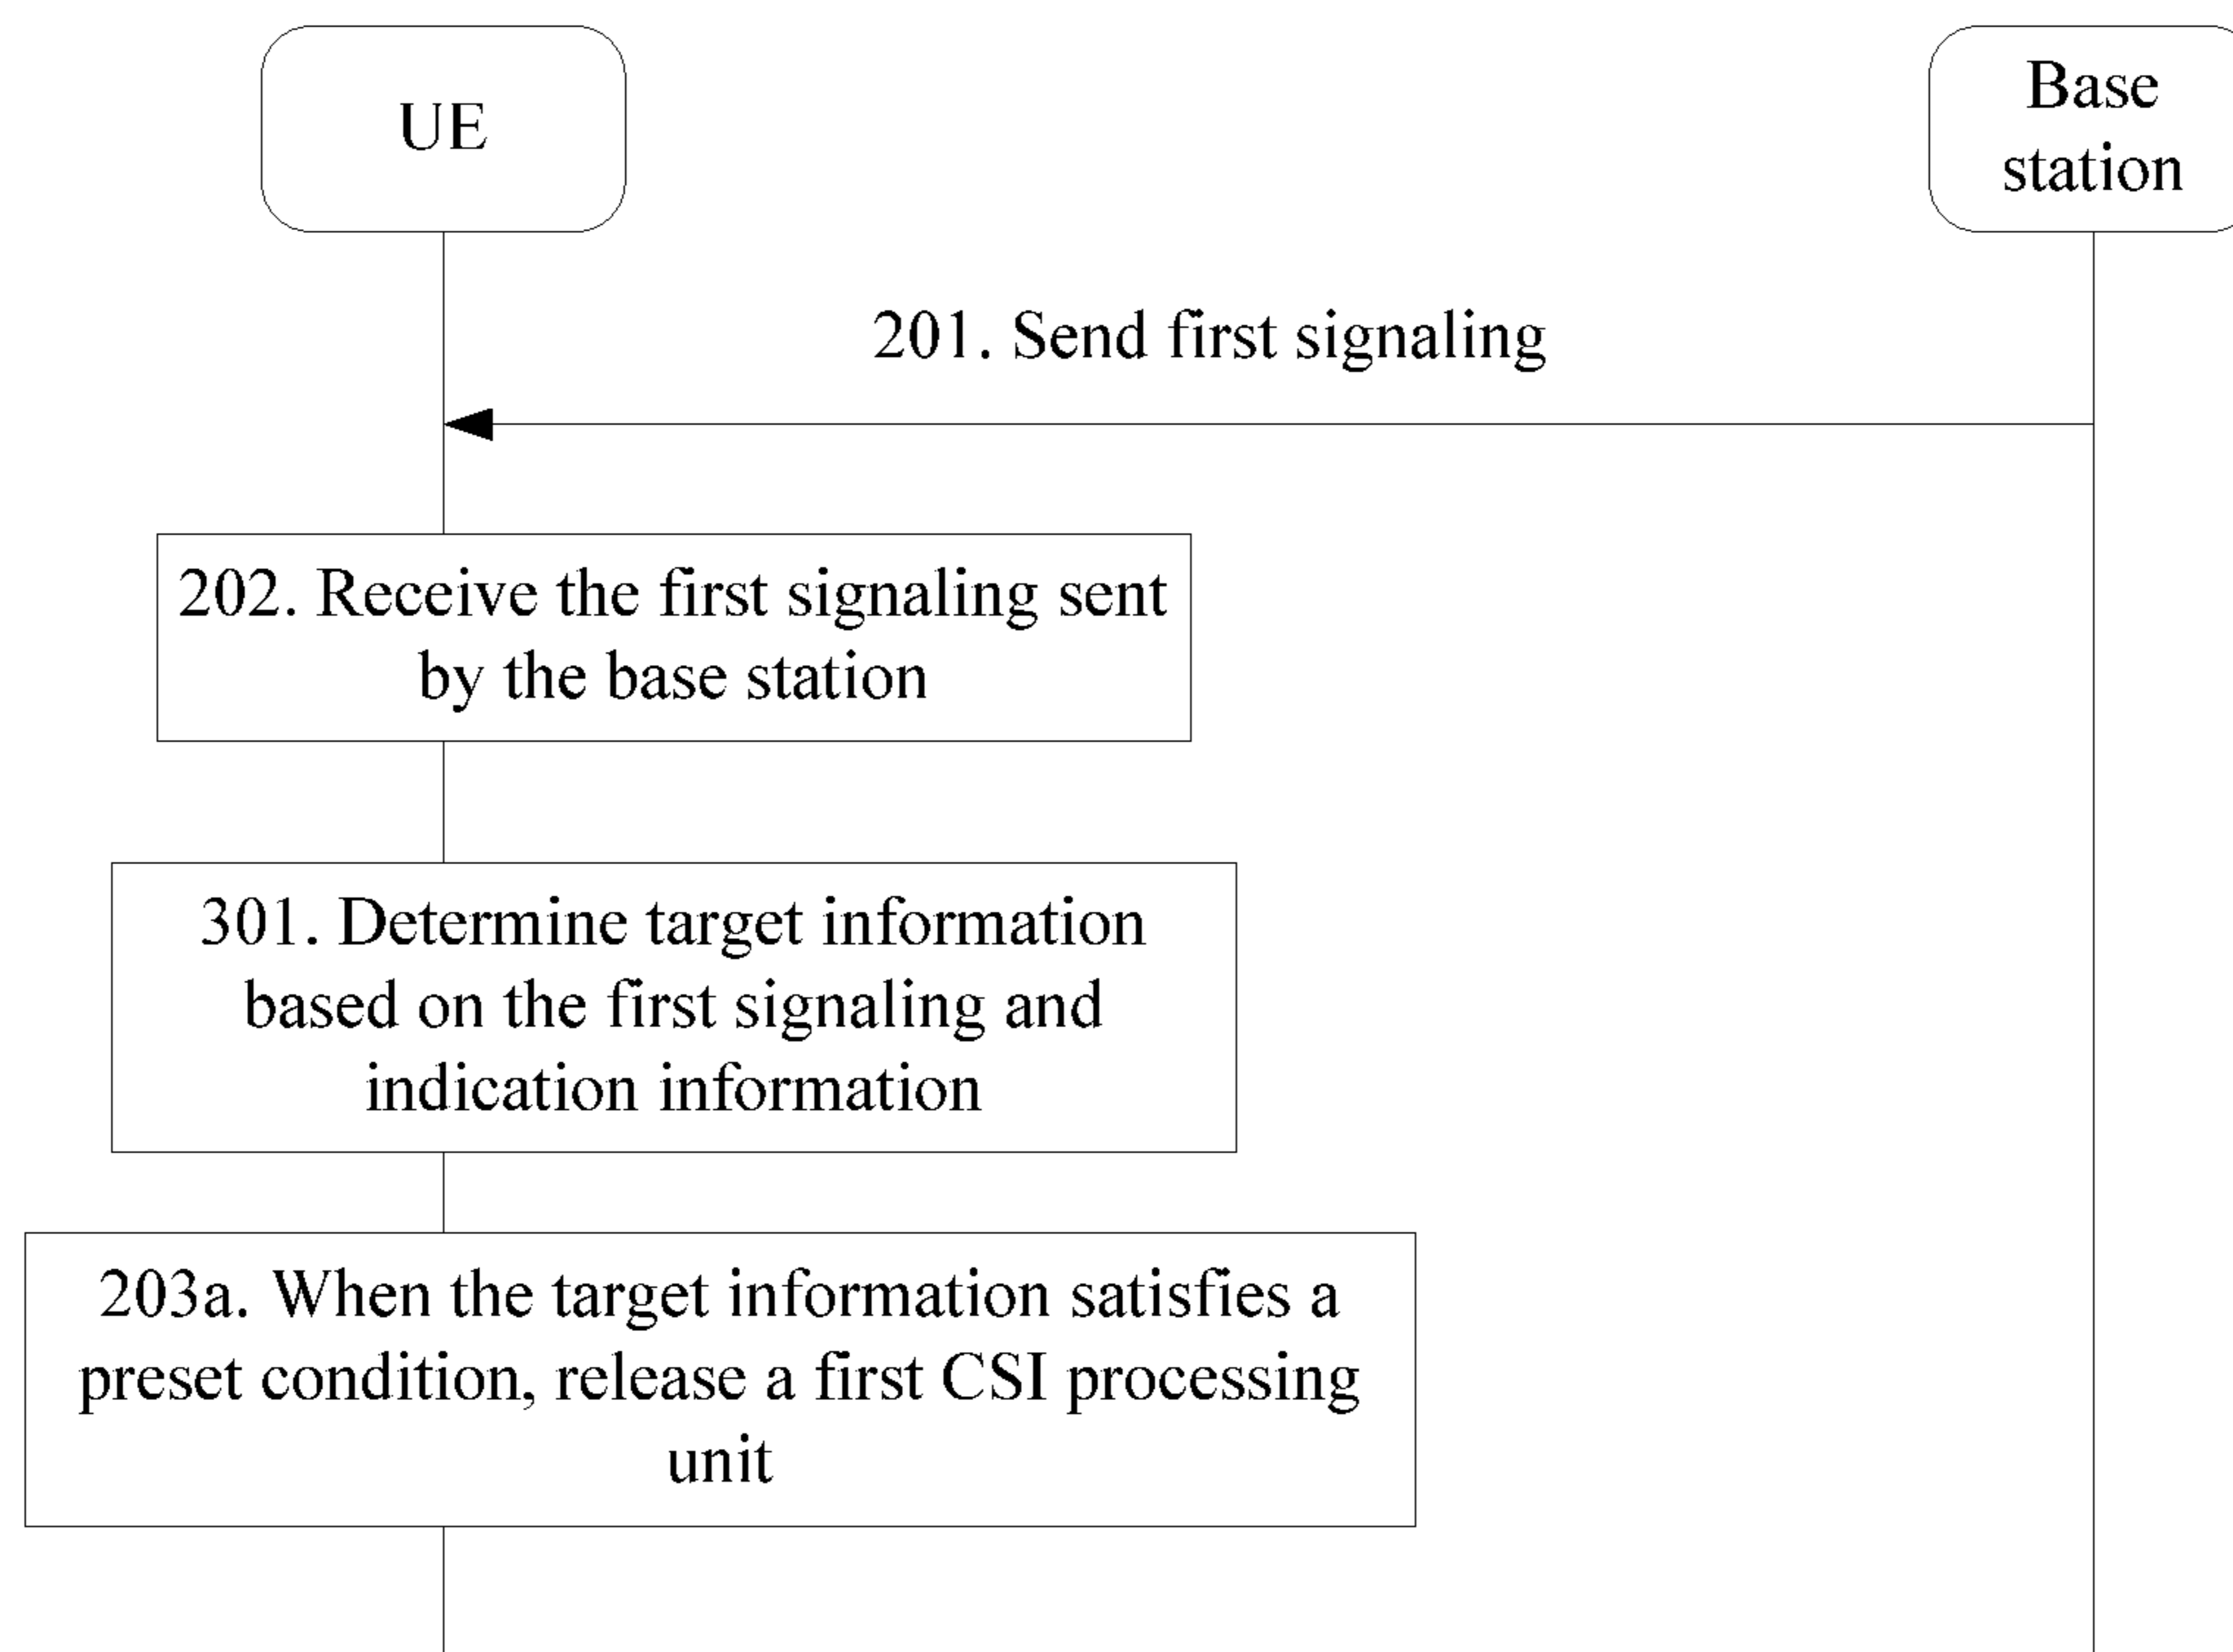 UE
Base
station
201. Send first signaling
202. Receive the first signaling sent
by the base station
301. Determine target information
based on the first signaling and
indication information
203a. When the target information satisfies a
preset condition, release a first CSI processing
unit